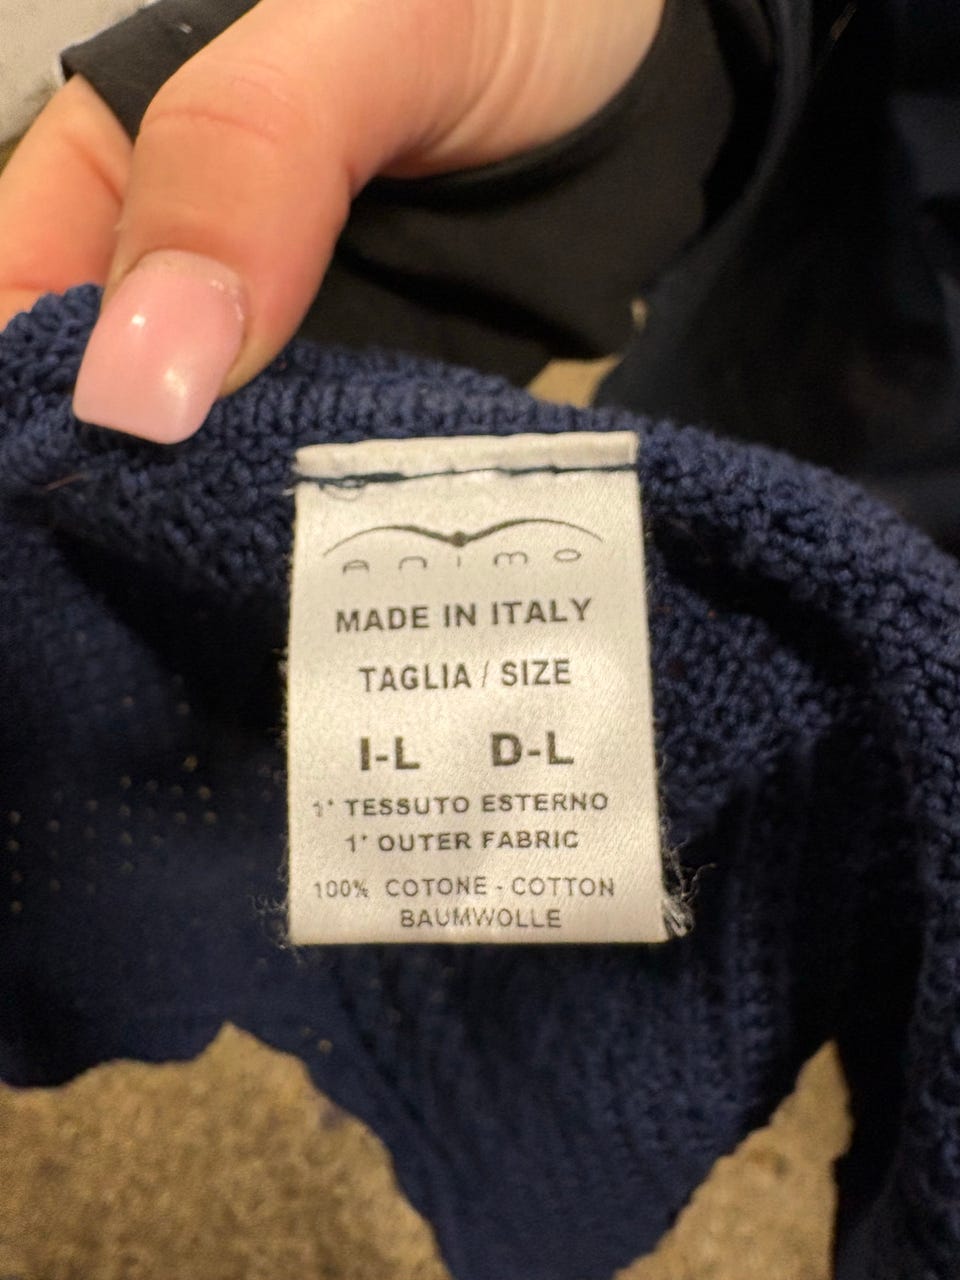 animo
MADE IN ITALY
TAGLIA / SIZE
I-L D-L
1° TESSUTO ESTERNO
1° OUTER FABRIC
100% COTONE - COTTON
BAUMWOLLE